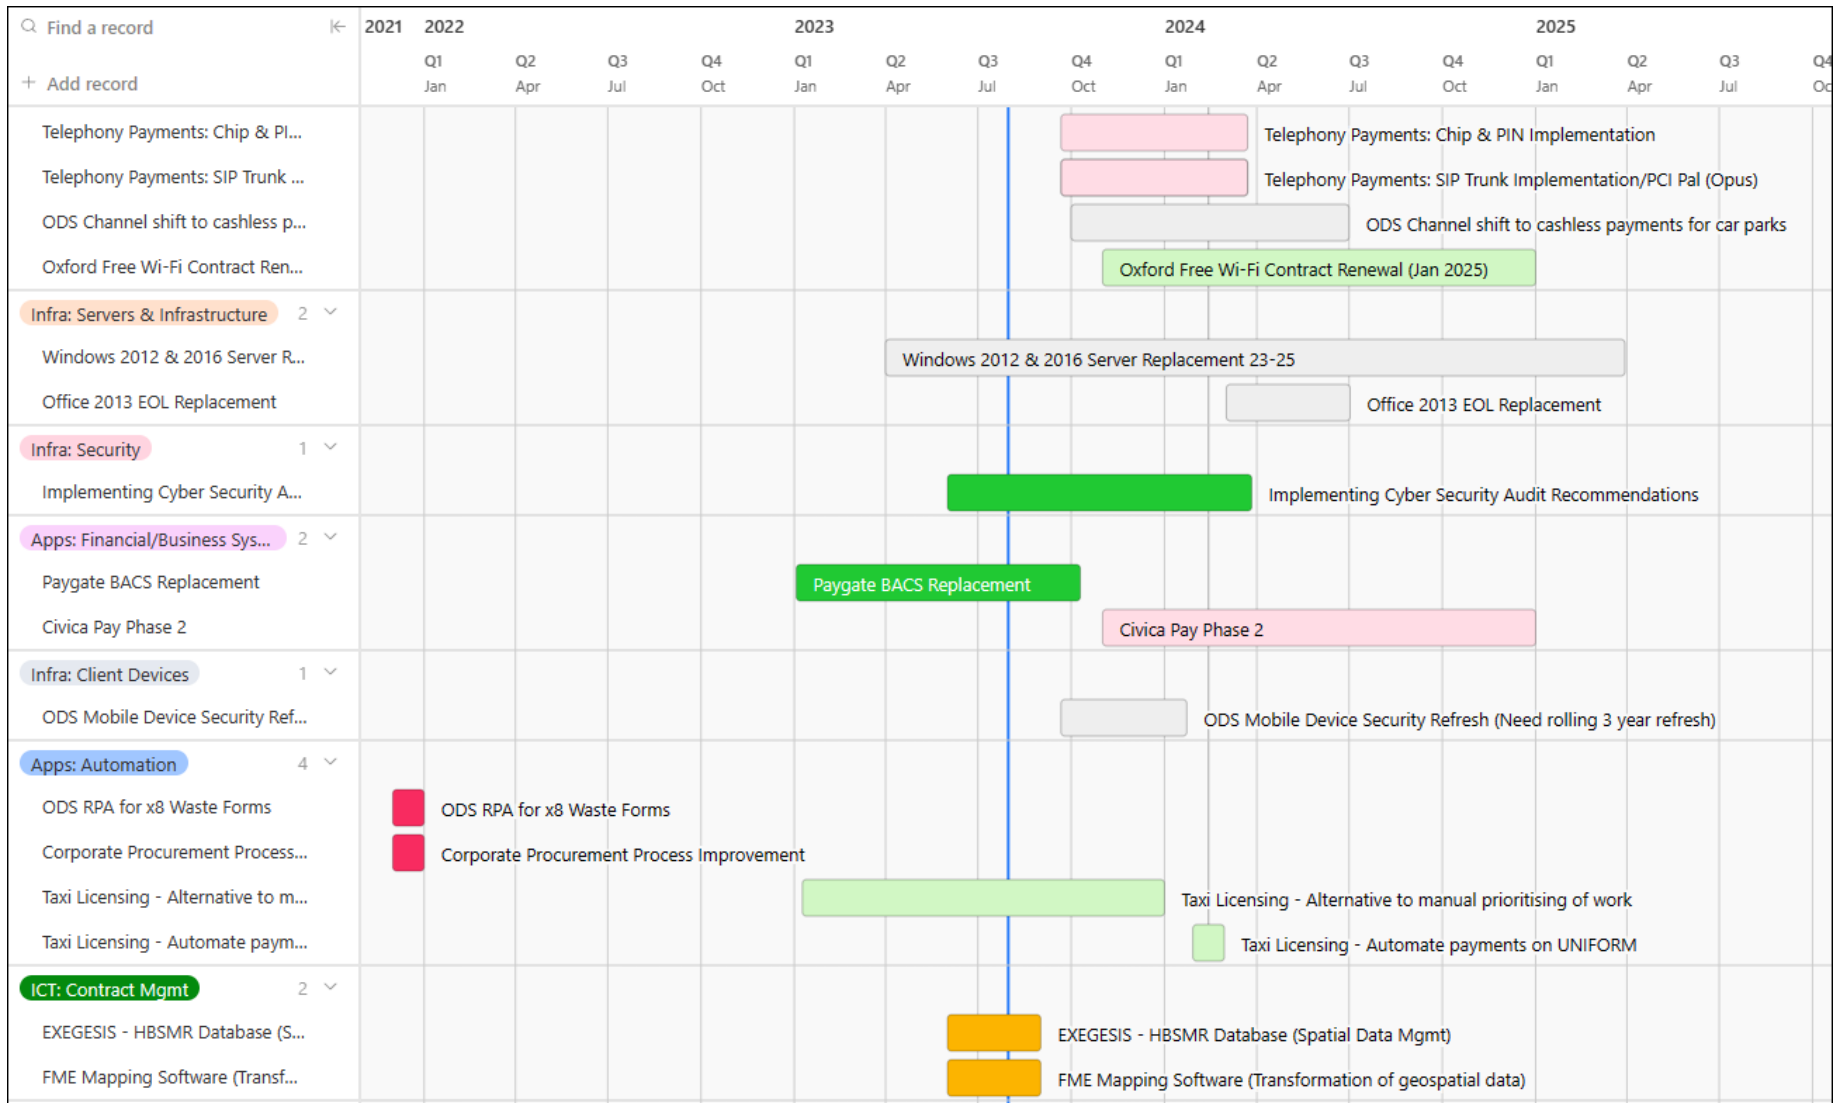 Find a record
2021 2022 2023 2024 2025
Q1 Q2 Q3 Q4 Q1 Q2 Q3 Q4 Q1 Q2 Q3 Q4 Q1 Q2 Q3 Q4
+ Add record
Jan Apr Jul Oct Jan Apr Jul Oct Jan Apr Jul Oct Jan Apr Jul Oc
Telephony Payments: Chip & PI... Telephony Payments: Chip & PIN Implementation
Telephony Payments: SIP Trunk ... Telephony Payments: SIP Trunk Implementation/PCI Pal (Opus)
ODS Channel shift to cashless p... ODS Channel shift to cashless payments for car parks
Oxford Free Wi-Fi Contract Ren... Oxford Free Wi-Fi Contract Renewal (Jan 2025)
Infra: Servers & Infrastructure 2
Windows 2012 & 2016 Server R... Windows 2012 & 2016 Server Replacement 23-25
Office 2013 EOL Replacement Office 2013 EOL Replacement
Infra: Security 1
Implementing Cyber Security A... Implementing Cyber Security Audit Recommendations
Apps: Financial/Business Sys... 2
Paygate BACS Replacement Paygate BACS Replacement
Civica Pay Phase 2 Civica Pay Phase 2
Infra: Client Devices 1
ODS Mobile Device Security Ref... ODS Mobile Device Security Refresh (Need rolling 3 year refresh)
Apps: Automation 4
ODS RPA for x8 Waste Forms ODS RPA for x8 Waste Forms
Corporate Procurement Process... Corporate Procurement Process Improvement
Taxi Licensing - Alternative to m... Taxi Licensing - Alternative to manual prioritising of work
Taxi Licensing - Automate paym... Taxi Licensing - Automate payments on UNIFORM
ICT: Contract Mgmt 2
EXEGESIS - HBSMR Database (S... EXEGESIS - HBSMR Database (Spatial Data Mgmt)
FME Mapping Software (Transf... FME Mapping Software (Transformation of geospatial data)